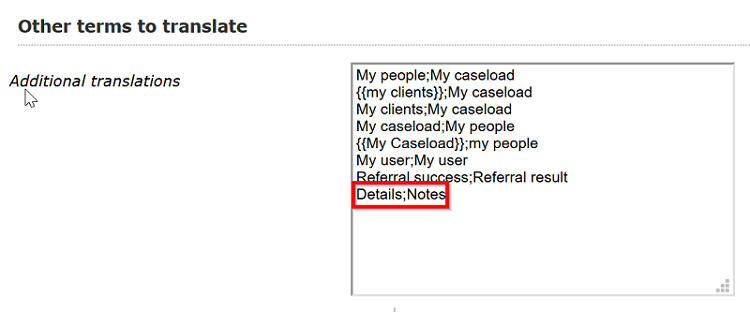 Other terms to translate
Additional translations
My people;My caseload
{{my clients}};My caseload
My clients;My caseload
My caseload;My people
{{My Caseload}};my people
My user;My user
Referral success;Referral result
Details;Notes